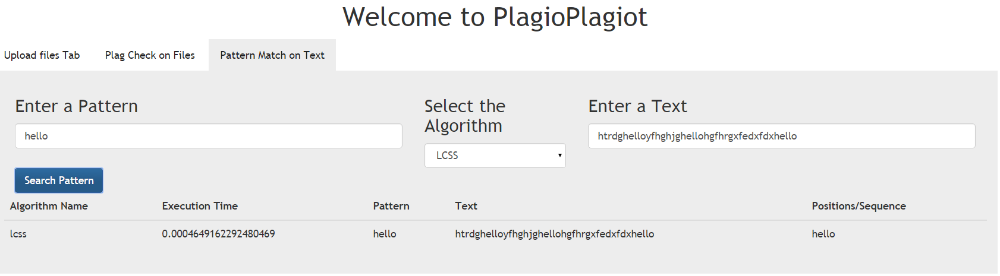 Welcome to PlagioPlagiot
Upload files Tab
Plag Check on Files
Pattern Match on Text
Enter a Pattern
hello
Select the
Algorithm
LCSS
Enter a Text
htrdghelloyfhghjghellohgfhrgxfedxfdxhello
Search Pattern
Algorithm Name Execution Time Pattern Text Positions/Sequence
lcss 0.0004649162292480469 hello htrdghelloyfhghjghellohgfhrgxfedxfdxhello hello